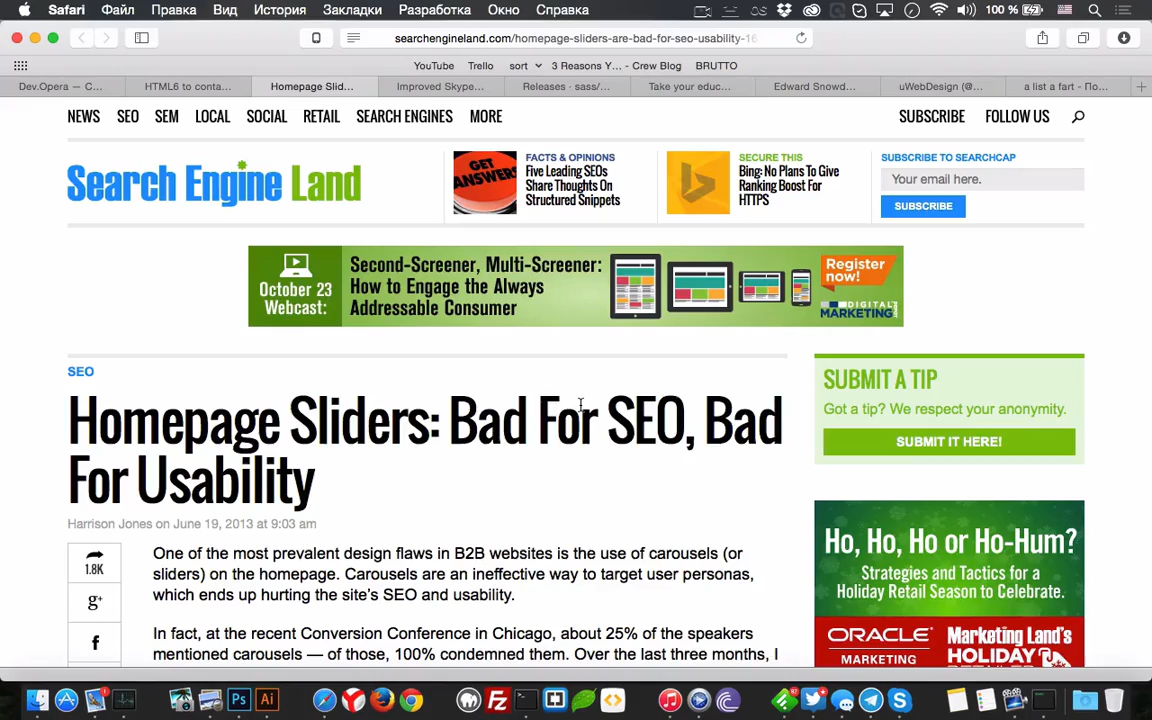 Safari Файл Правка Вид История Закладки Разработка Окно Справка 100 %
searchengineland.com/homepage-sliders-are-bad-for-seo-usability-16
YouTube Trello sort 3 Reasons Y… - Crew Blog BRUTTO
Dev.Opera — C… HTML6 to conta… Homepage Slid… Improved Skype… Releases · sass/… Take your educ… Edward Snowd… uWebDesign (@… a list a fart - По…
NEWS SEO SEM LOCAL SOCIAL RETAIL SEARCH ENGINES MORE SUBSCRIBE FOLLOW US
Search Engine Land
GET ANSWERS
FACTS & OPINIONS
Five Leading SEOs
Share Thoughts On
Structured Snippets
SECURE THIS
Bing: No Plans To Give
Ranking Boost For
HTTPS
SUBSCRIBE TO SEARCHCAP
Your email here.
SUBSCRIBE
October 23
Webcast:
Second-Screener, Multi-Screener:
How to Engage the Always
Addressable Consumer
Register
now!
DIGITAL
MARKETING
SEO
Homepage Sliders: Bad For SEO, Bad
For Usability
Harrison Jones on June 19, 2013 at 9:03 am
1.8K
g+
f
One of the most prevalent design flaws in B2B websites is the use of carousels (or
sliders) on the homepage. Carousels are an ineffective way to target user personas,
which ends up hurting the site's SEO and usability.
In fact, at the recent Conversion Conference in Chicago, about 25% of the speakers
mentioned carousels — of those, 100% condemned them. Over the last three months, I
SUBMIT A TIP
Got a tip? We respect your anonymity.
SUBMIT IT HERE!
Ho, Ho, Ho or Ho-Hum?
Strategies and Tactics for a
Holiday Retail Season to Celebrate.
ORACLE
MARKETING
Marketing Land's
HOLIDAY
Ps Ai